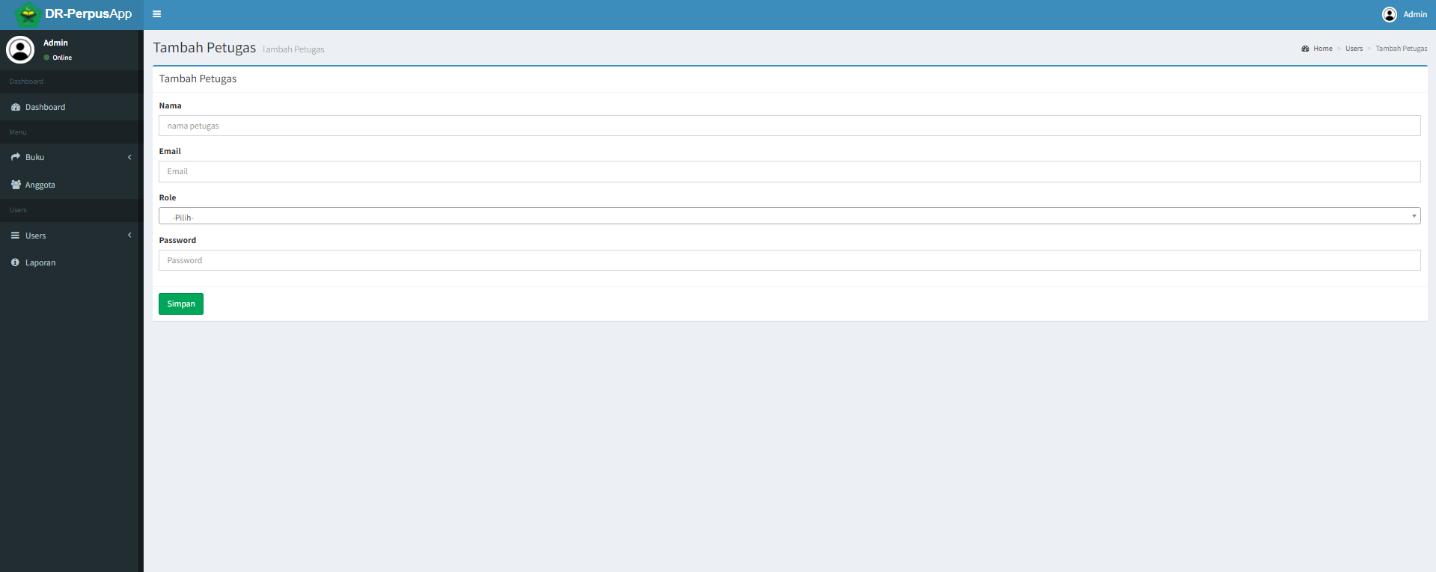 DR-PerpusApp
Admin
Admin
Online
Dashboard
Dashboard
Menu
Buku
Anggota
Users
Users
Laporan
Tambah Petugas Tambah Petugas
Home > Users > Tambah Petugas
Tambah Petugas
Nama
nama petugas
Email
Email
Role
-Pilih-
Password
Password
Simpan